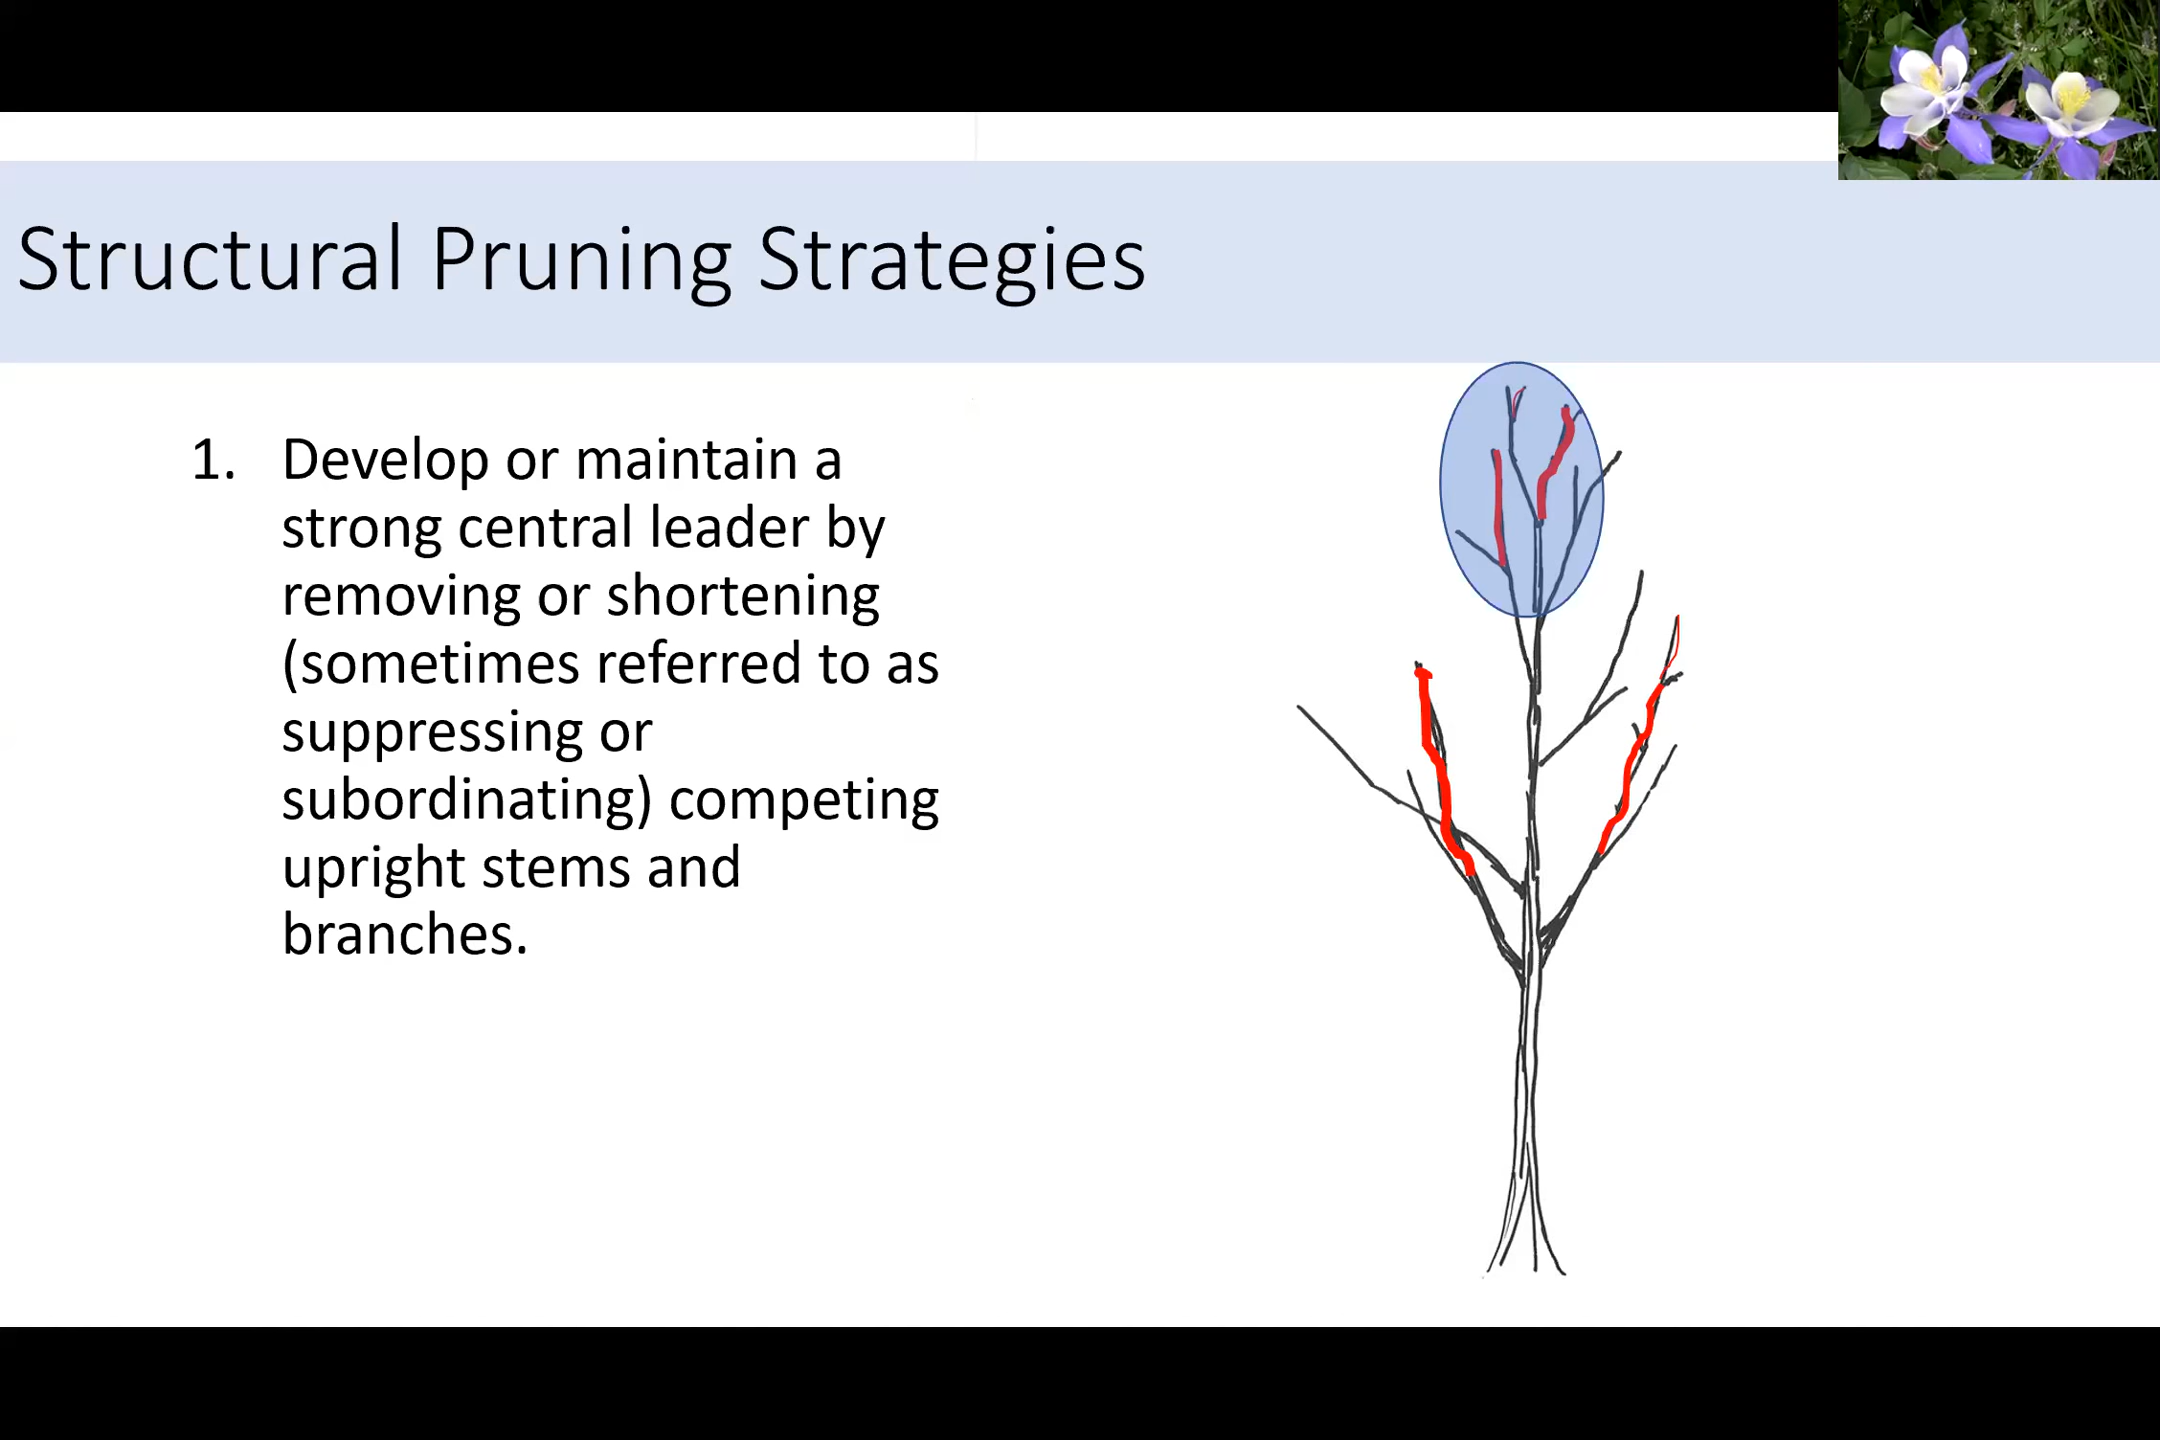 Structural Pruning Strategies
1. Develop or maintain a
strong central leader by
removing or shortening
(sometimes referred to as
suppressing or
subordinating) competing
upright stems and
branches.